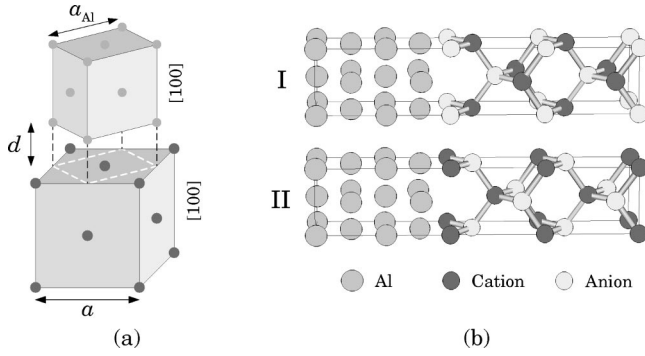 a_Al
[100]
d
[100]
a
(a)
I
II
Al
Cation
Anion
(b)